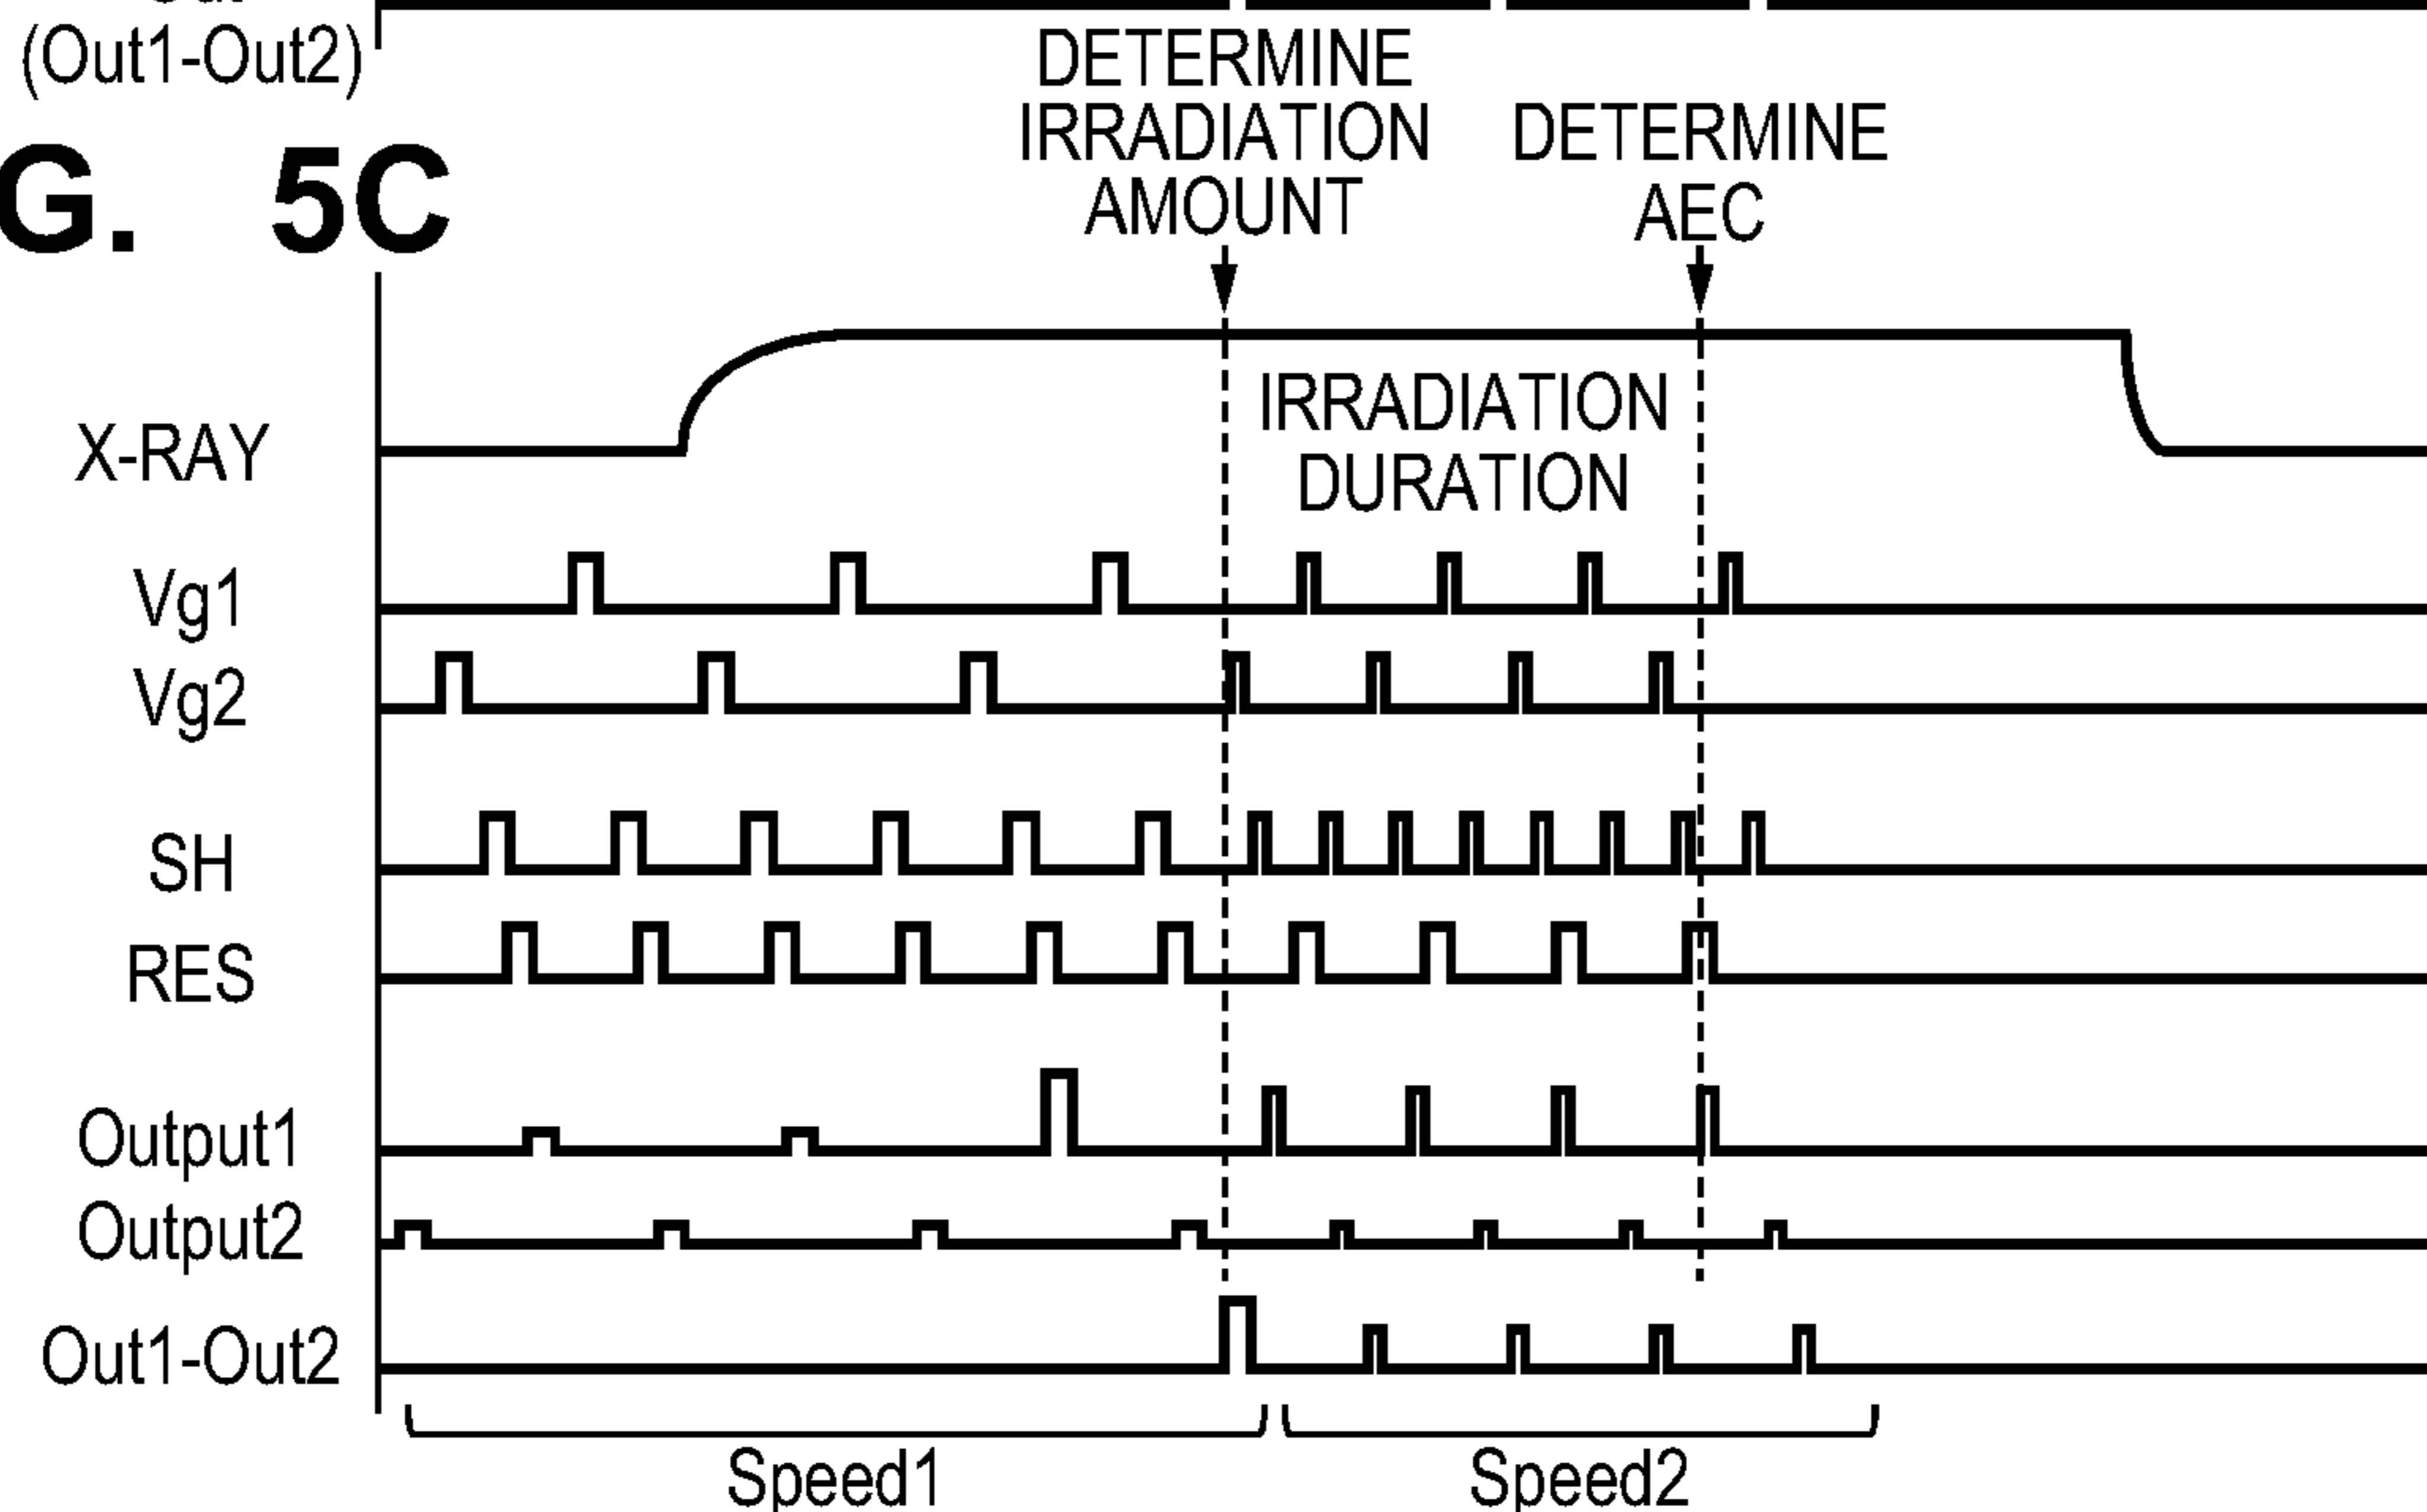 (Out1-Out2)
G. 5C
DETERMINE
IRRADIATION
AMOUNT
DETERMINE
AEC
X-RAY
IRRADIATION
DURATION
Vg1
Vg2
SH
RES
Output1
Output2
Out1-Out2
Speed1
Speed2